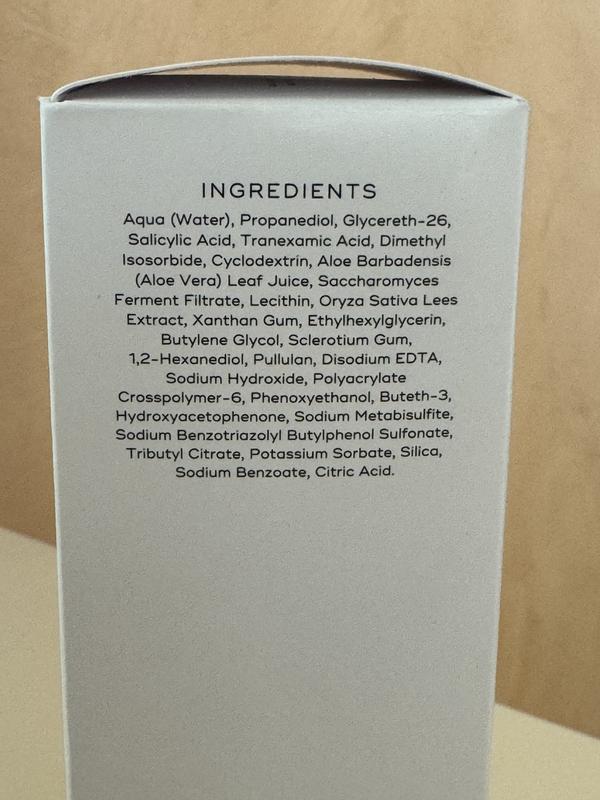 INGREDIENTS
Aqua (Water), Propanediol, Glycereth-26,
Salicylic Acid, Tranexamic Acid, Dimethyl
Isosorbide, Cyclodextrin, Aloe Barbadensis
(Aloe Vera) Leaf Juice, Saccharomyces
Ferment Filtrate, Lecithin, Oryza Sativa Lees
Extract, Xanthan Gum, Ethylhexylglycerin,
Butylene Glycol, Sclerotium Gum,
1,2-Hexanediol, Pullulan, Disodium EDTA,
Sodium Hydroxide, Polyacrylate
Crosspolymer-6, Phenoxyethanol, Buteth-3,
Hydroxyacetophenone, Sodium Metabisulfite,
Sodium Benzotriazolyl Butylphenol Sulfonate,
Tributyl Citrate, Potassium Sorbate, Silica,
Sodium Benzoate, Citric Acid.